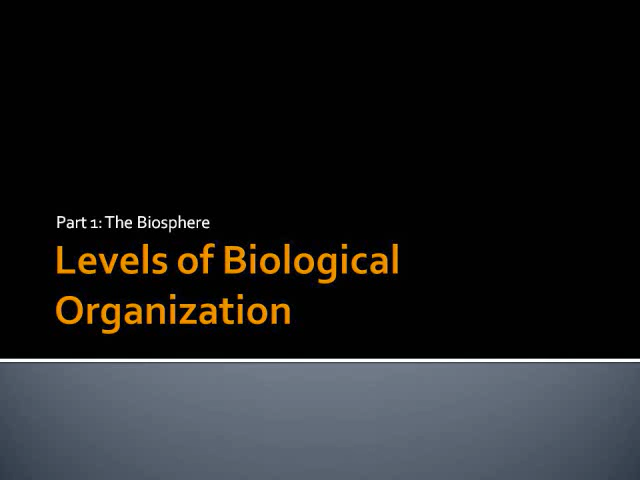 Part 1: The Biosphere
Levels of Biological
Organization